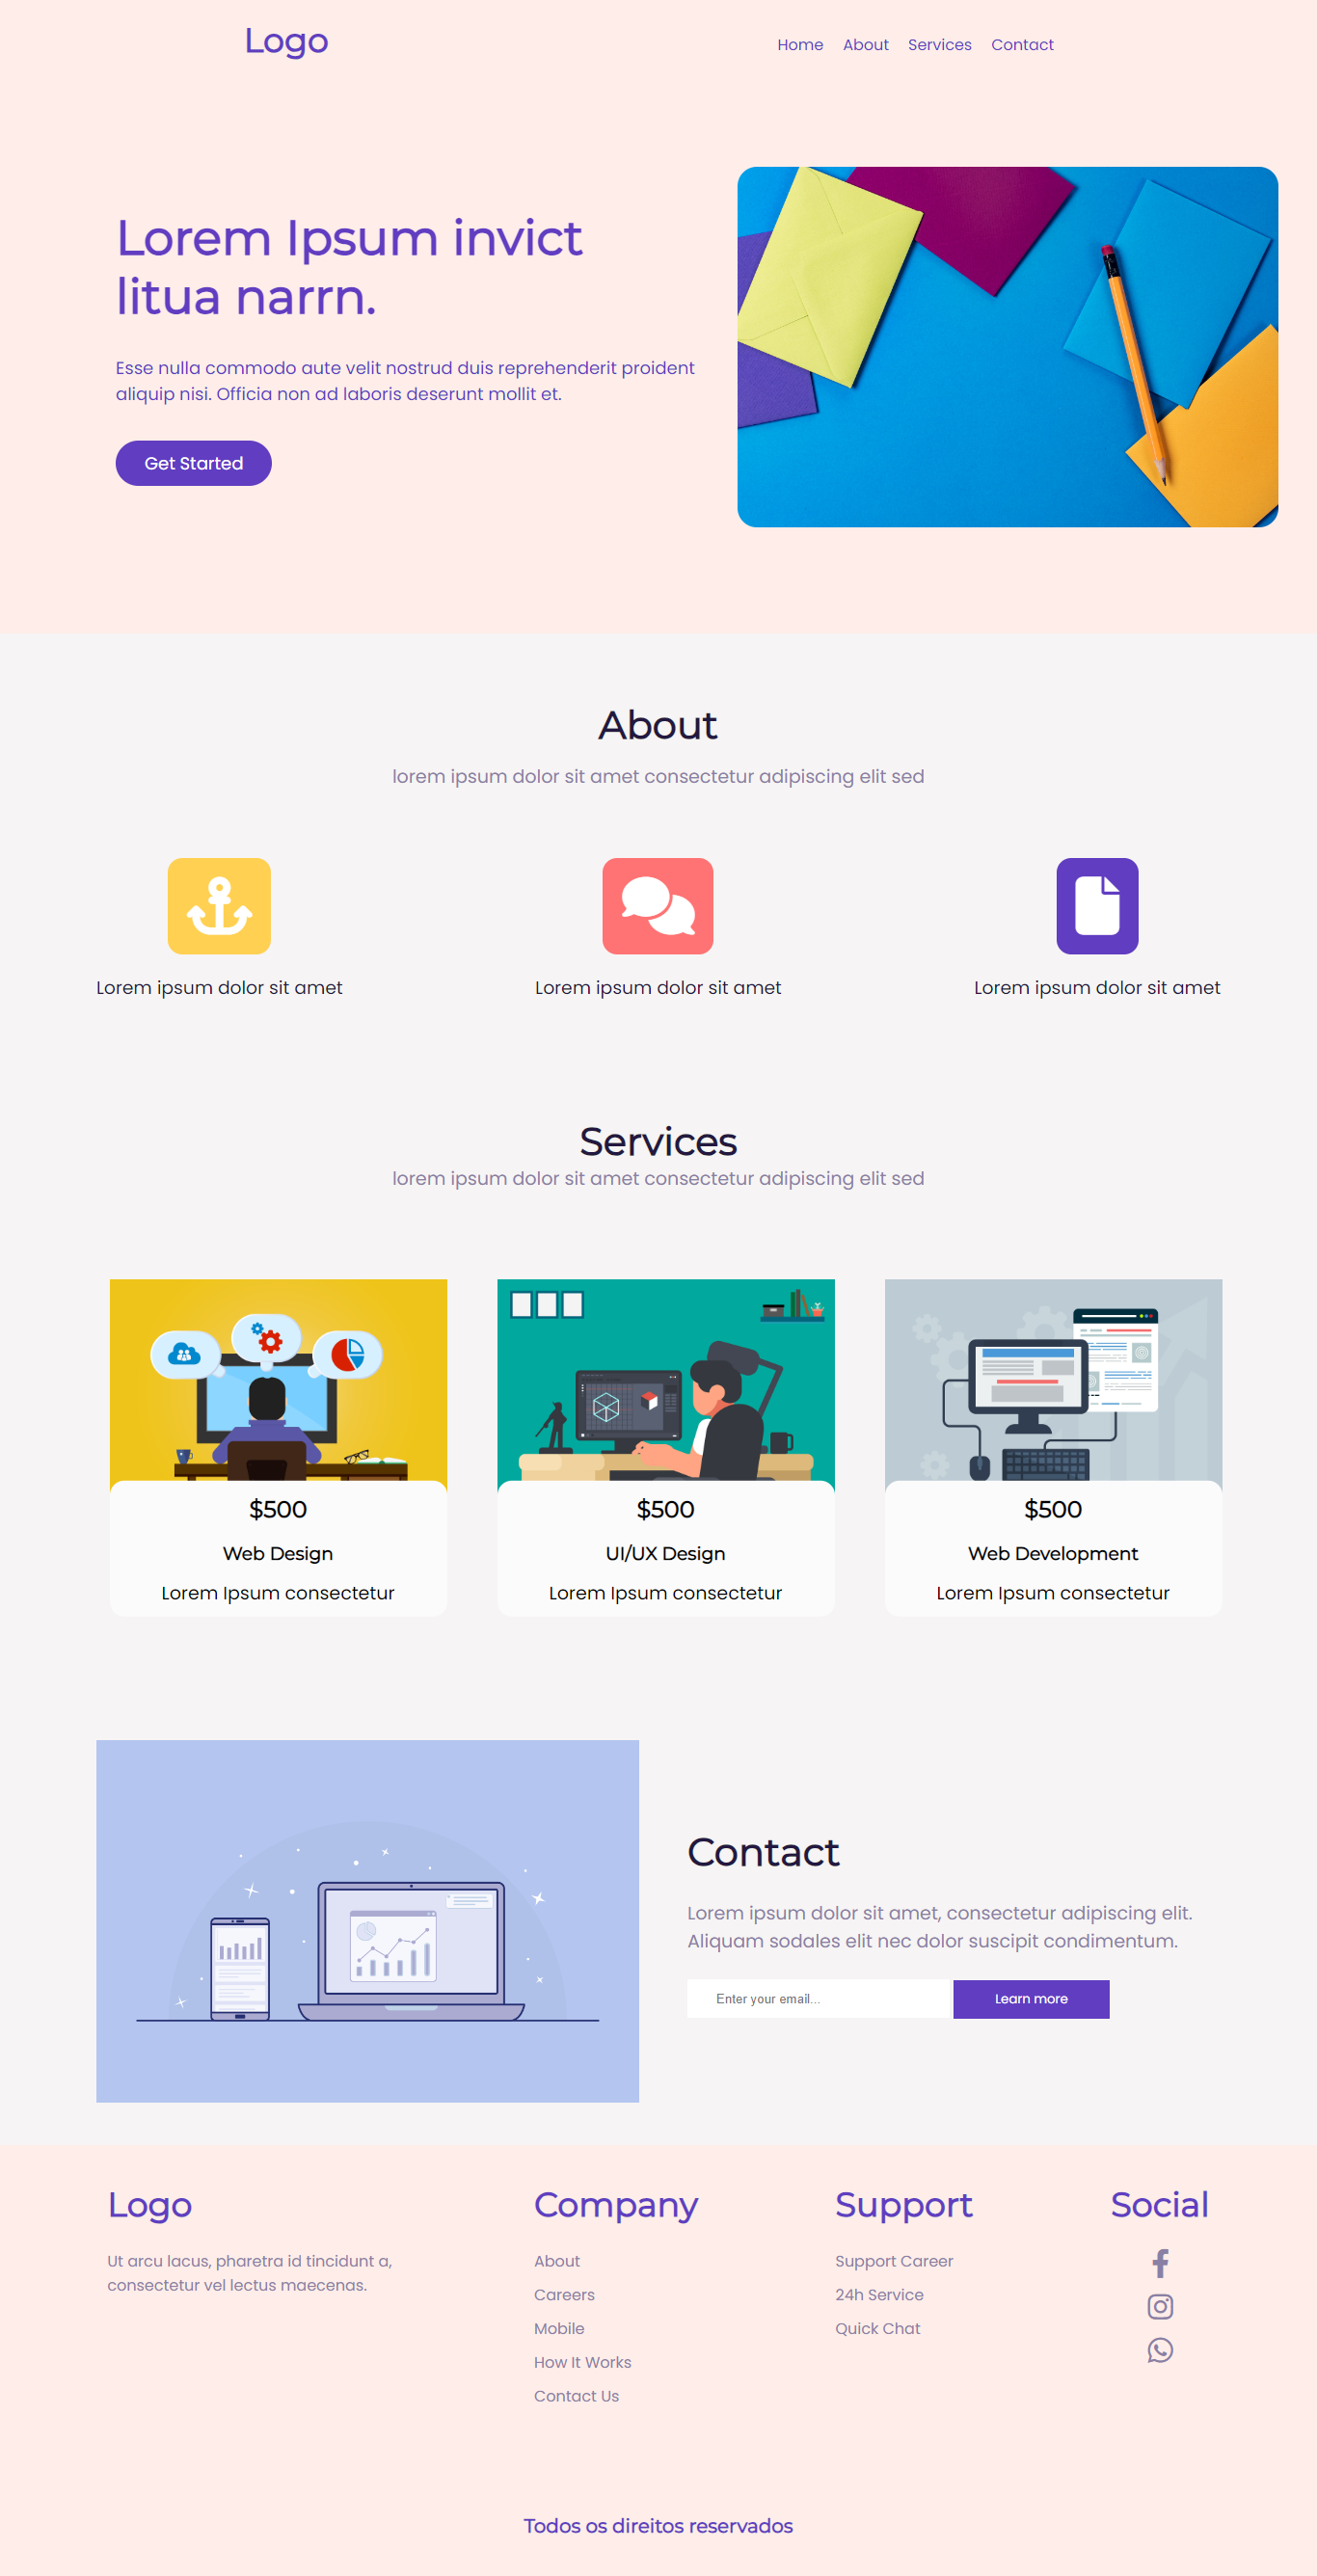 Logo
Home About Services Contact
Lorem Ipsum invict
litua narrn.
Esse nulla commodo aute velit nostrud duis reprehenderit proident
aliquip nisi. Officia non ad laboris deserunt mollit et.
Get Started
About
lorem ipsum dolor sit amet consectetur adipiscing elit sed
Lorem ipsum dolor sit amet
Lorem ipsum dolor sit amet
Lorem ipsum dolor sit amet
Services
lorem ipsum dolor sit amet consectetur adipiscing elit sed
$500
Web Design
Lorem Ipsum consectetur
$500
UI/UX Design
Lorem Ipsum consectetur
$500
Web Development
Lorem Ipsum consectetur
Contact
Lorem ipsum dolor sit amet, consectetur adipiscing elit.
Aliquam sodales elit nec dolor suscipit condimentum.
Enter your email...
Learn more
Logo
Ut arcu lacus, pharetra id tincidunt a,
consectetur vel lectus maecenas.
Company
About
Careers
Mobile
How It Works
Contact Us
Support
Support Career
24h Service
Quick Chat
Social
Todos os direitos reservados